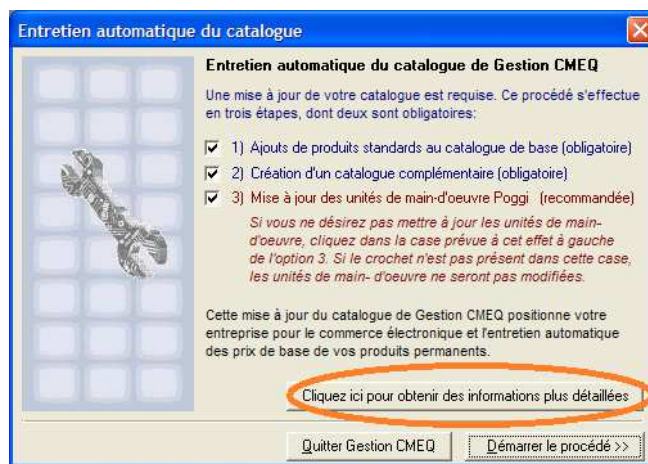 Entretien automatique du catalogue
Entretien automatique du catalogue de Gestion CMEQ
Une mise à jour de votre catalogue est requise. Ce procédé s'effectue
en trois étapes, dont deux sont obligatoires:
1) Ajouts de produits standards au catalogue de base (obligatoire)
2) Création d'un catalogue complémentaire (obligatoire)
3) Mise à jour des unités de main-d'oeuvre Poggi (recommandée)
Si vous ne désirez pas mettre à jour les unités de main-
d'oeuvre, cliquez dans la case prévue à cet effet à gauche
de l'option 3. Si le crochet n'est pas présent dans cette case,
les unités de main- d'oeuvre ne seront pas modifiées.
Cette mise à jour du catalogue de Gestion CMEQ positionne votre
entreprise pour le commerce électronique et l'entretien automatique
des prix de base de vos produits permanents.
Cliquez ici pour obtenir des informations plus détaillées
Quitter Gestion CMEQ
Démarrer le procédé >>